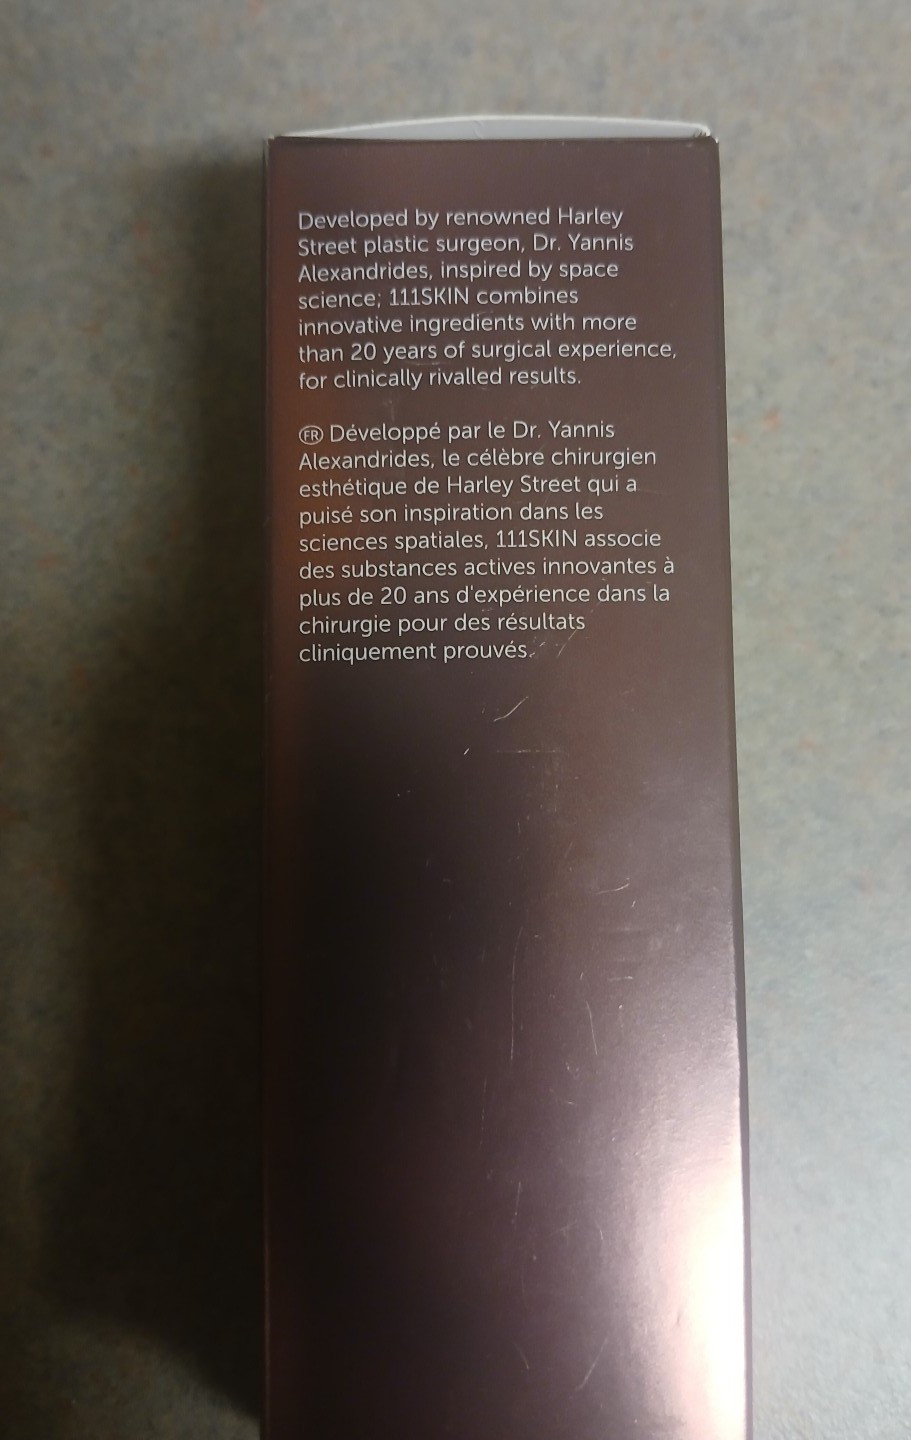 Developed by renowned Harley
Street plastic surgeon, Dr. Yannis
Alexandrides, inspired by space
science; 111SKIN combines
innovative ingredients with more
than 20 years of surgical experience,
for clinically rivalled results.
FR Développé par le Dr. Yannis
Alexandrides, le célèbre chirurgien
esthétique de Harley Street qui a
puisé son inspiration dans les
sciences spatiales, 111SKIN associe
des substances actives innovantes à
plus de 20 ans d'expérience dans la
chirurgie pour des résultats
cliniquement prouvés.